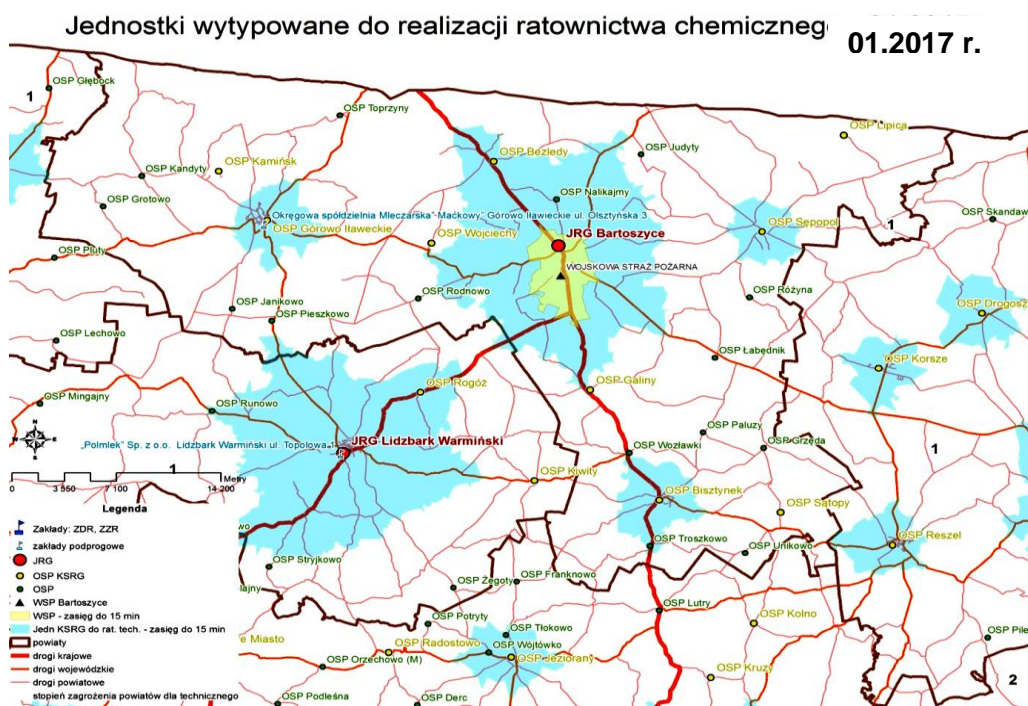 Jednostki wytypowane do realizacji ratownictwa chemicznego
01.2017 r.
OSP Głębock
1
OSP Toprzyny
OSP Lipica
OSP Bezledy
OSP Judyty
OSP Kamińsk
OSP Kandyty
OSP Nalikajmy
OSP Grotowo
Okręgowa spółdzielnia Mleczarska"-Maćkowy" Górowo Iławieckie ul. Olsztyńska 3
OSP Górowo Iławeckie
OSP Wojciechy
JRG Bartoszyce
OSP Sępopol
OSP Skandaw
1
OSP Pluty
WOJSKOWA STRAŻ POŻARNA
OSP Rodnowo
OSP Różyna
OSP Janikowo
OSP Pieszkowo
OSP Drogosz
OSP Lechowo
OSP Łabędnik
OSP Korsze
OSP Rogóż
OSP Galiny
OSP Mingajny
OSP Runowo
OSP Paluzy
OSP Grzęda
„Polmlek" Sp. z o.o. Lidzbark Warmiński ul. Topolowa 1
JRG Lidzbark Warmiński
OSP Wozławki
1
1
Metry
0 3 550 7 100 14 200
OSP Kiwity
OSP Bisztynek
OSP Sątopy
Legenda
Zakłady: ZDR, ZZR
zakłady podprogowe
JRG
OSP KSRG
OSP
WSP Bartoszyce
WSP - zasięg do 15 min
Jedn KSRG do rat. tech. - zasięg do 15 min
powiaty
drogi krajowe
drogi wojewódzkie
drogi powiatowe
stopień zagrożenia powiatów dla technicznego
OSP Reszel
OSP Troszkowo
OSP Unikowo
OSP Stryjkowo
OSP Żegoty
OSP Franknowo
OSP Lutry
OSP Kolno
OSP Potryty
OSP Tłokowo
OSP Pile
OSP Radostowo
OSP Wójtówko
OSP Jeziorany
OSP Orzechowo (M)
OSP Kruzy
2
OSP Podleśna
OSP Derc